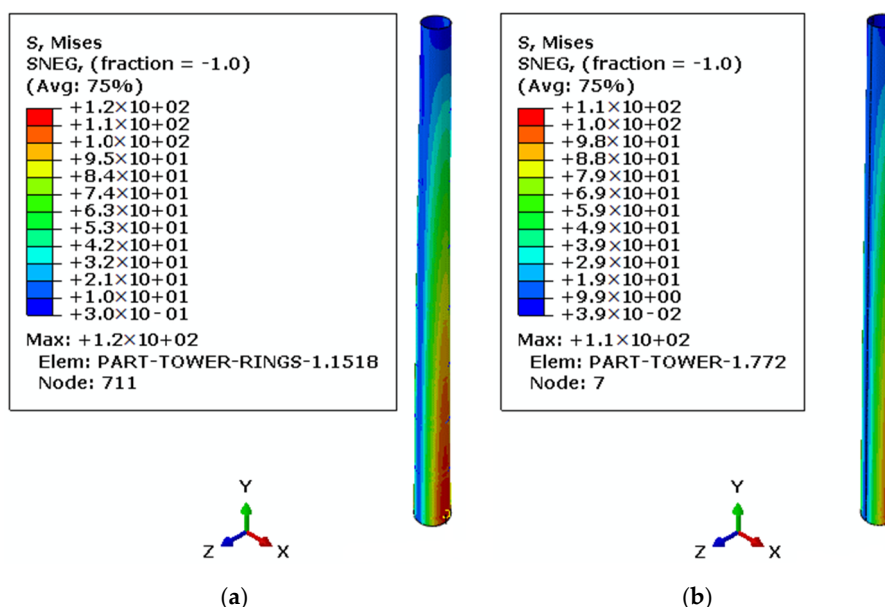 S, Mises
SNEG, (fraction = -1.0)
(Avg: 75%)
+1.2×10+02
+1.1×10+02
+1.0×10+02
+9.5×10+01
+8.4×10+01
+7.4×10+01
+6.3×10+01
+5.3×10+01
+4.2×10+01
+3.2×10+01
+2.1×10+01
+1.0×10+01
+3.0×10-01
Max: +1.2×10+02
Elem: PART-TOWER-RINGS-1.1518
Node: 711
Y
Z
X
(a)
S, Mises
SNEG, (fraction = -1.0)
(Avg: 75%)
+1.1×10+02
+1.0×10+02
+9.8×10+01
+8.8×10+01
+7.9×10+01
+6.9×10+01
+5.9×10+01
+4.9×10+01
+3.9×10+01
+2.9×10+01
+1.9×10+01
+9.9×10+00
+3.9×10-02
Max: +1.1×10+02
Elem: PART-TOWER-1.772
Node: 7
Y
Z
X
(b)